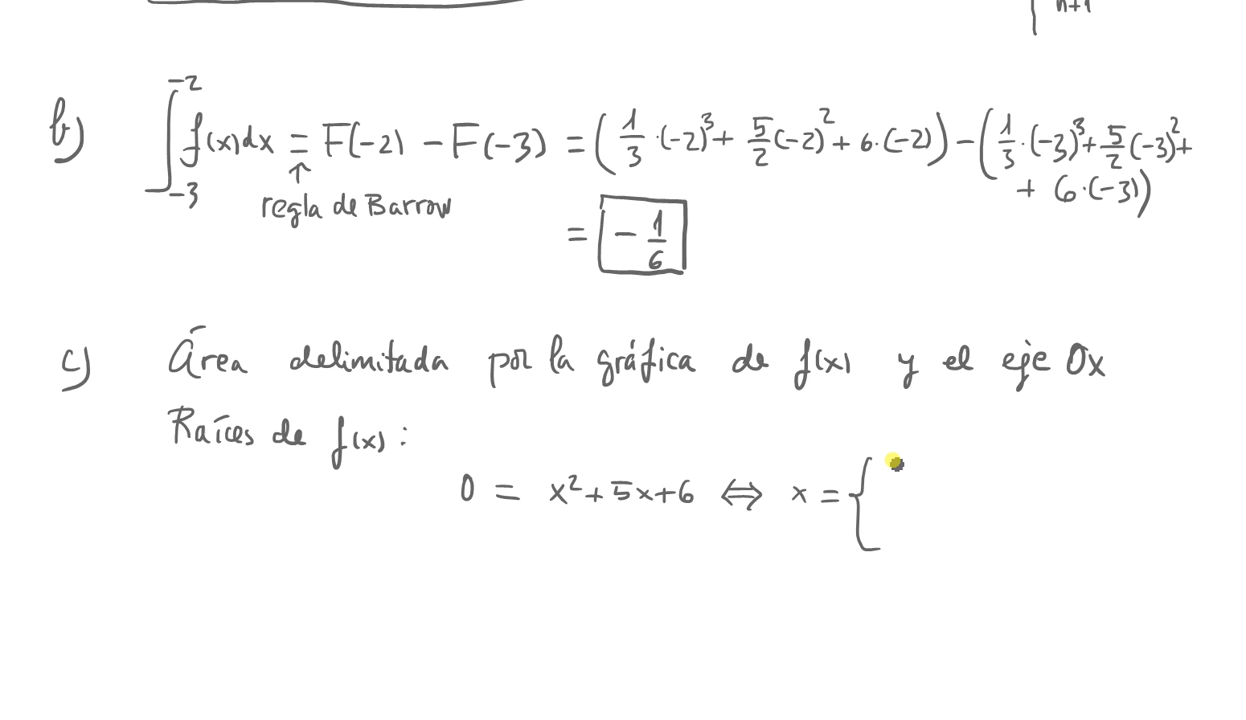 n+1
b) ∫_{-3}^{-2} f(x)dx = F(-2) - F(-3) = (1/3 · (-2)³ + 5/2 (-2)² + 6·(-2)) - (1/3 · (-3)³ + 5/2 (-3)² +
+ 6·(-3))
↑
regla de Barrow
= - 1/6
c) Área delimitada por la gráfica de f(x) y el eje Ox
Raíces de f(x):
0 = x² + 5x + 6 ⇔ x = {